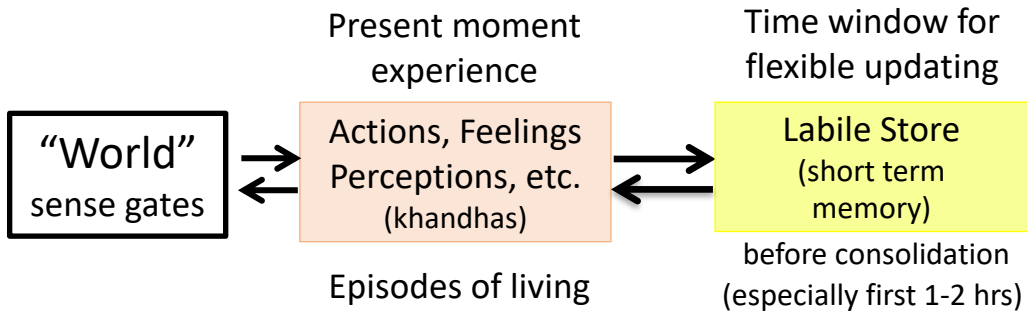 Present moment
experience
Time window for
flexible updating
“World”
sense gates
Actions, Feelings
Perceptions, etc.
(khandhas)
Labile Store
(short term
memory)
Episodes of living
before consolidation
(especially first 1-2 hrs)